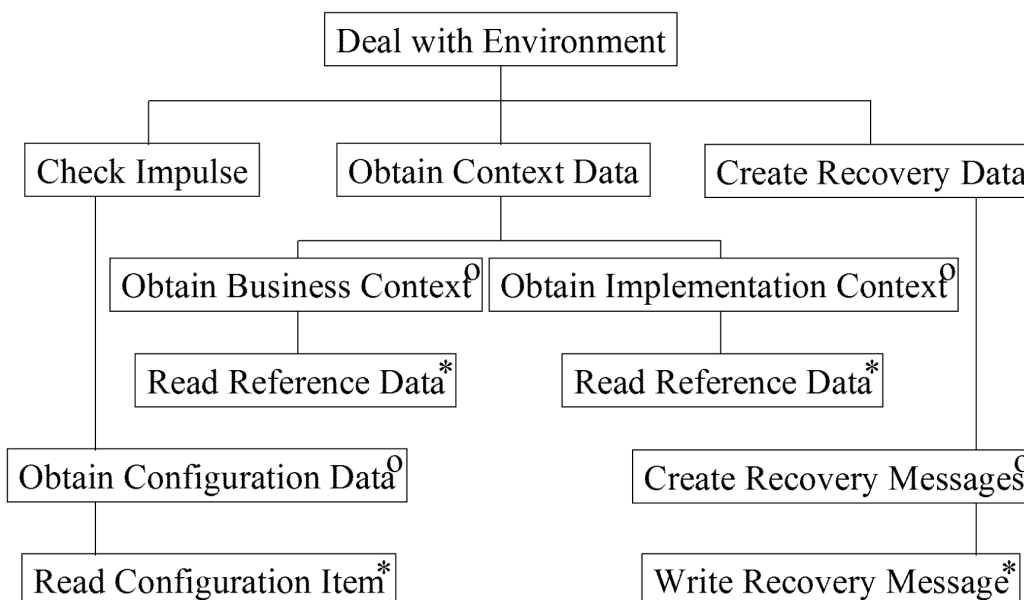 Deal with Environment
Check Impulse
Obtain Context Data
Create Recovery Data
Obtain Business Context o
Obtain Implementation Context o
Read Reference Data *
Read Reference Data *
Obtain Configuration Data o
Create Recovery Messages o
Read Configuration Item *
Write Recovery Message *